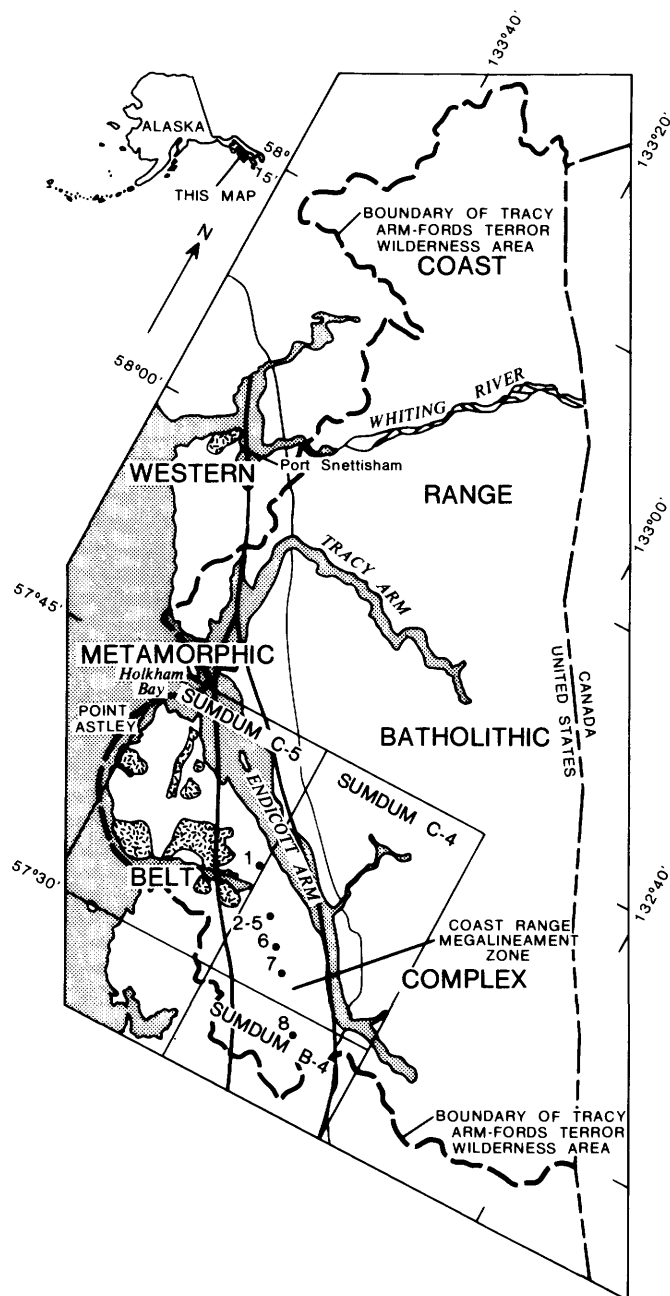 133°40'
133°20'
ALASKA
58°
15'
THIS MAP
BOUNDARY OF TRACY
ARM-FORDS TERROR
WILDERNESS AREA
COAST
N
58°00'
WHITING RIVER
Port Snettisham
WESTERN
RANGE
133°00'
TRACY ARM
57°45'
METAMORPHIC
Holkham
Bay
CANADA
UNITED STATES
POINT
ASTLEY
SUMDUM C-5
BATHOLITHIC
SUMDUM C-4
ENDICOTT ARM
57°30'
1
BELT
132°40'
2-5
COAST RANGE
MEGALINEAMENT
ZONE
6
7
COMPLEX
8
SUMDUM B-4
BOUNDARY OF TRACY
ARM-FORDS TERROR
WILDERNESS AREA